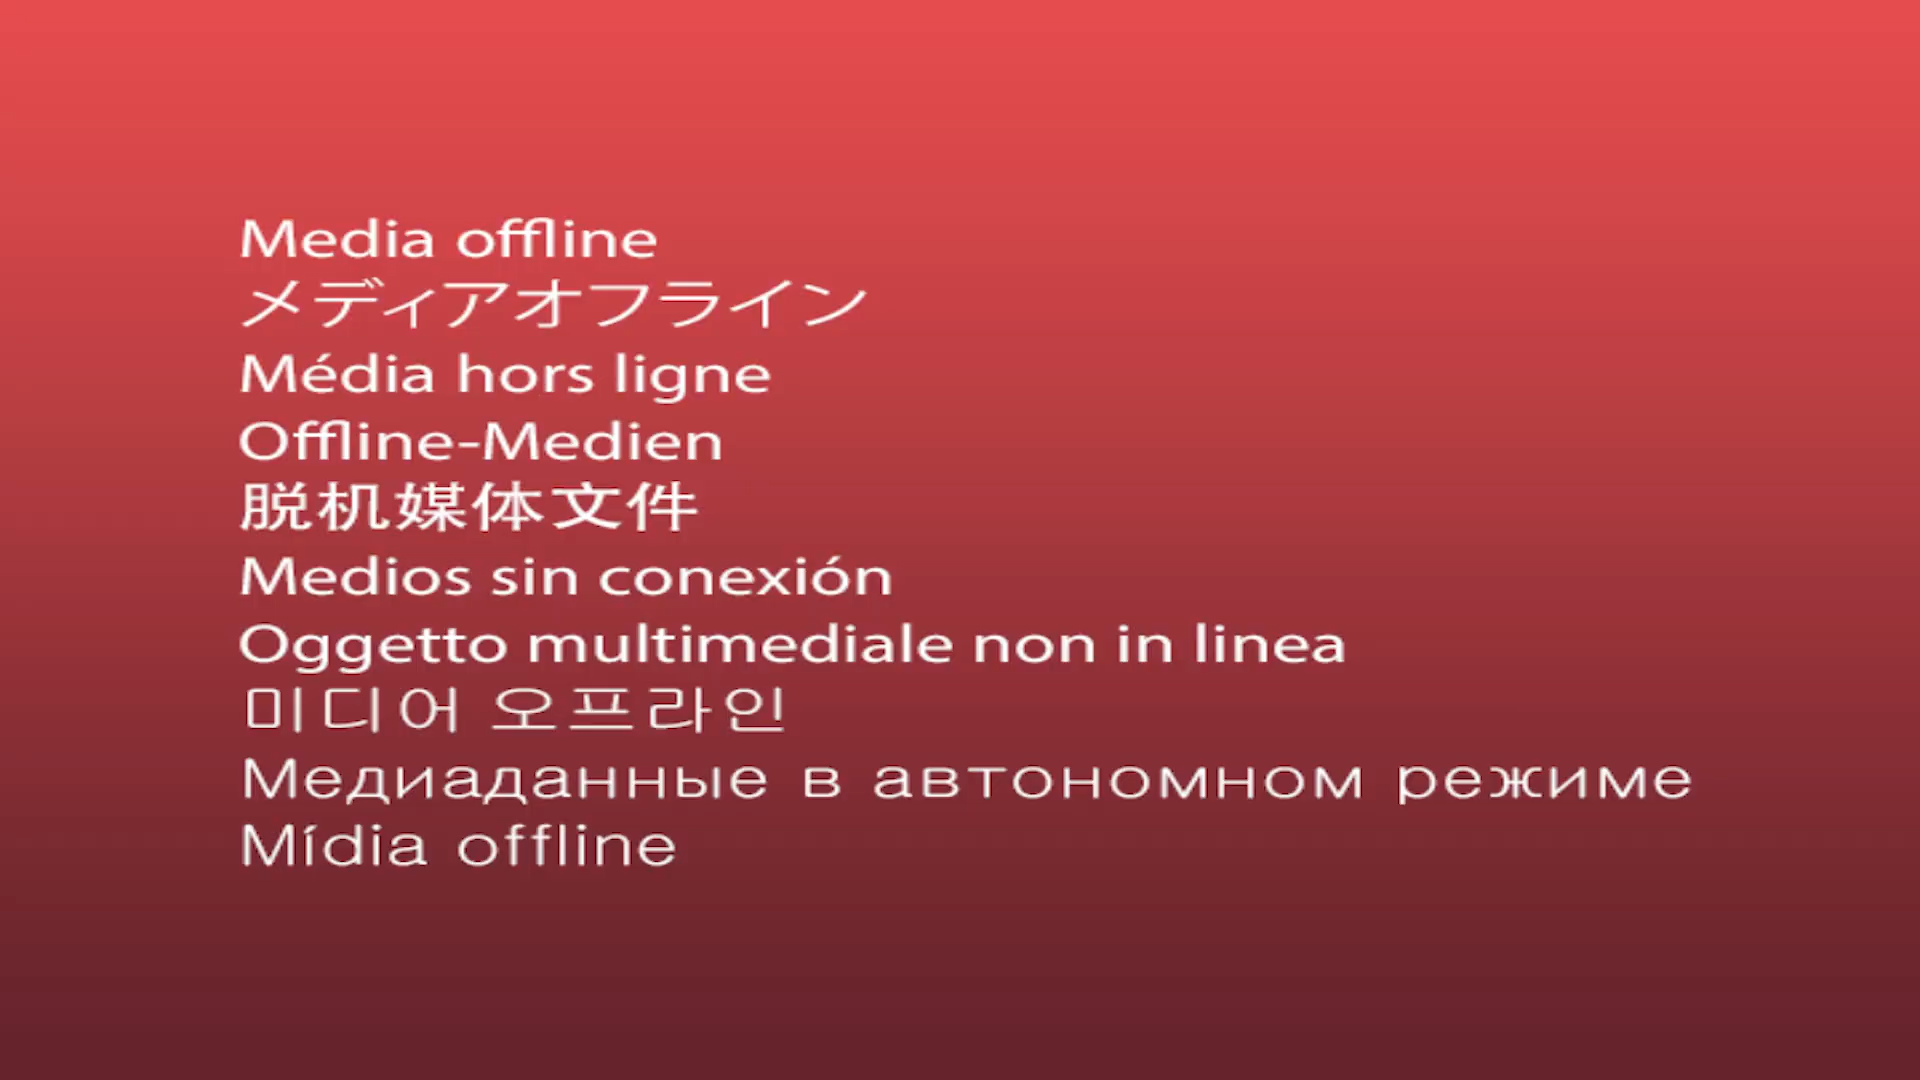 Media offline
メディアオフライン
Média hors ligne
Offline-Medien
脱机媒体文件
Medios sin conexión
Oggetto multimediale non in linea
미디어 오프라인
Медиаданные в автономном режиме
Mídia offline